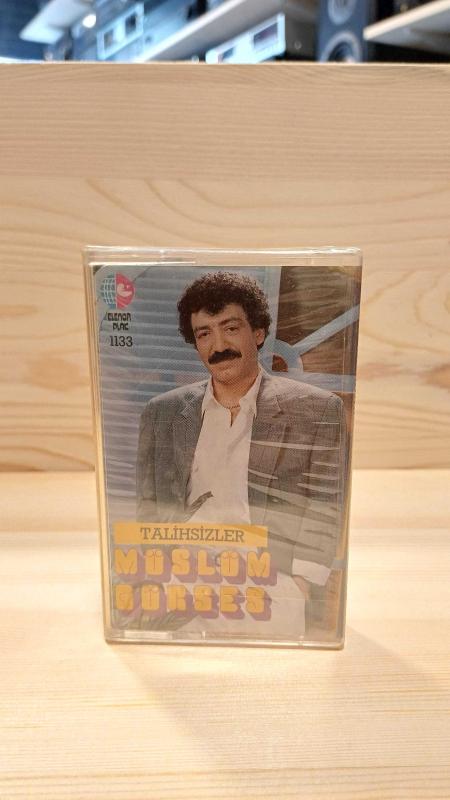 ELENOR
PLAK
1133
TALİHSİZLER
MÜSLÜM
GÜRSES